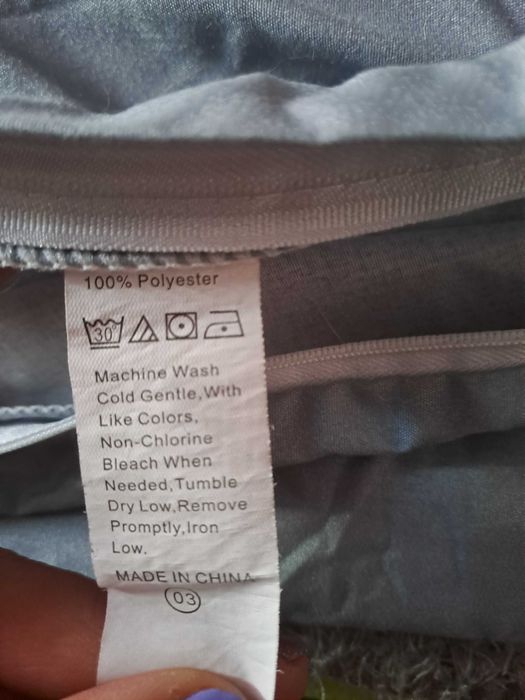 100% Polyester
30°
Machine Wash
Cold Gentle,With
Like Colors,
Non-Chlorine
Bleach When
Needed,Tumble
Dry Low,Remove
Promptly,Iron
Low.
MADE IN CHINA
03